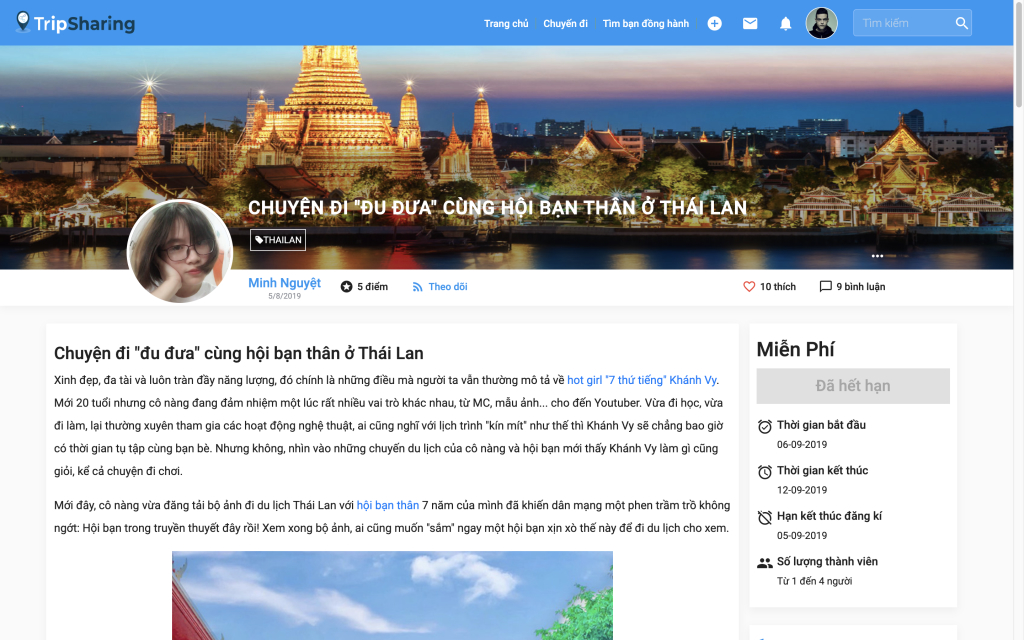 TripSharing
Trang chủ
Chuyến đi
Tìm bạn đồng hành
Tìm kiếm
CHUYỆN ĐI "ĐU ĐƯA" CÙNG HỘI BẠN THÂN Ở THÁI LAN
THAILAN
Minh Nguyệt
5/8/2019
5 điểm
Theo dõi
10 thích
9 bình luận
Chuyện đi "đu đưa" cùng hội bạn thân ở Thái Lan
Xinh đẹp, đa tài và luôn tràn đầy năng lượng, đó chính là những điều mà người ta vẫn thường mô tả về hot girl "7 thứ tiếng" Khánh Vy.
Mới 20 tuổi nhưng cô nàng đang đảm nhiệm một lúc rất nhiều vai trò khác nhau, từ MC, mẫu ảnh... cho đến Youtuber. Vừa đi học, vừa
đi làm, lại thường xuyên tham gia các hoạt động nghệ thuật, ai cũng nghĩ với lịch trình "kín mít" như thế thì Khánh Vy sẽ chẳng bao giờ
có thời gian tụ tập cùng bạn bè. Nhưng không, nhìn vào những chuyến du lịch của cô nàng và hội bạn mới thấy Khánh Vy làm gì cũng
giỏi, kể cả chuyện đi chơi.
Mới đây, cô nàng vừa đăng tải bộ ảnh đi du lịch Thái Lan với hội bạn thân 7 năm của mình đã khiến dân mạng một phen trầm trồ không
ngớt: Hội bạn trong truyền thuyết đây rồi! Xem xong bộ ảnh, ai cũng muốn "sắm" ngay một hội bạn xịn xò thế này để đi du lịch cho xem.
Miễn Phí
Đã hết hạn
Thời gian bắt đầu
06-09-2019
Thời gian kết thúc
12-09-2019
Hạn kết thúc đăng kí
05-09-2019
Số lượng thành viên
Từ 1 đến 4 người